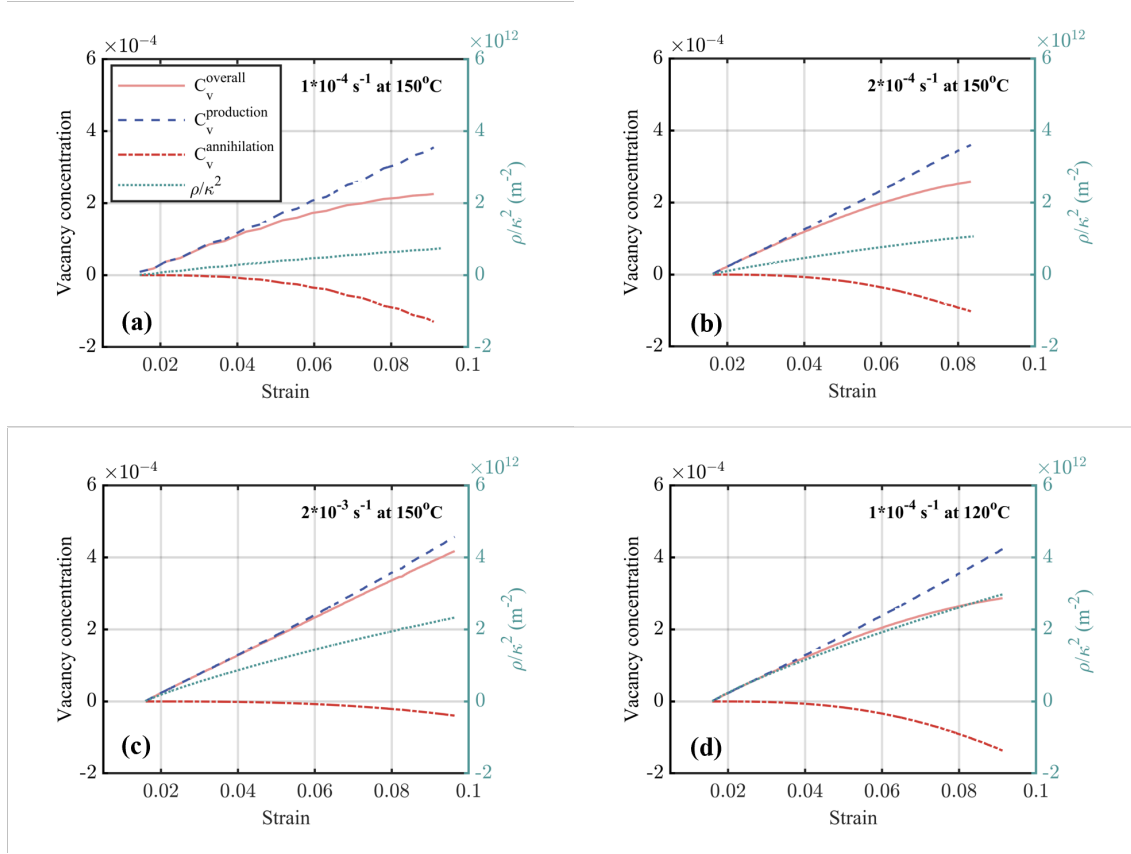 ×10⁻⁴
×10¹²
1*10⁻⁴ s⁻¹ at 150°C
C_v^overall
C_v^production
C_v^annihilation
ρ/κ²
6
4
2
0
-2
6
4
2
0
-2
Vacancy concentration
ρ/κ² (m⁻²)
(a)
0.02 0.04 0.06 0.08 0.1
Strain
×10⁻⁴
×10¹²
2*10⁻⁴ s⁻¹ at 150°C
6
4
2
0
-2
6
4
2
0
-2
Vacancy concentration
ρ/κ² (m⁻²)
(b)
0.02 0.04 0.06 0.08 0.1
Strain
×10⁻⁴
×10¹²
2*10⁻³ s⁻¹ at 150°C
6
4
2
0
-2
6
4
2
0
-2
Vacancy concentration
ρ/κ² (m⁻²)
(c)
0.02 0.04 0.06 0.08 0.1
Strain
×10⁻⁴
×10¹²
1*10⁻⁴ s⁻¹ at 120°C
6
4
2
0
-2
6
4
2
0
-2
Vacancy concentration
ρ/κ² (m⁻²)
(d)
0.02 0.04 0.06 0.08 0.1
Strain